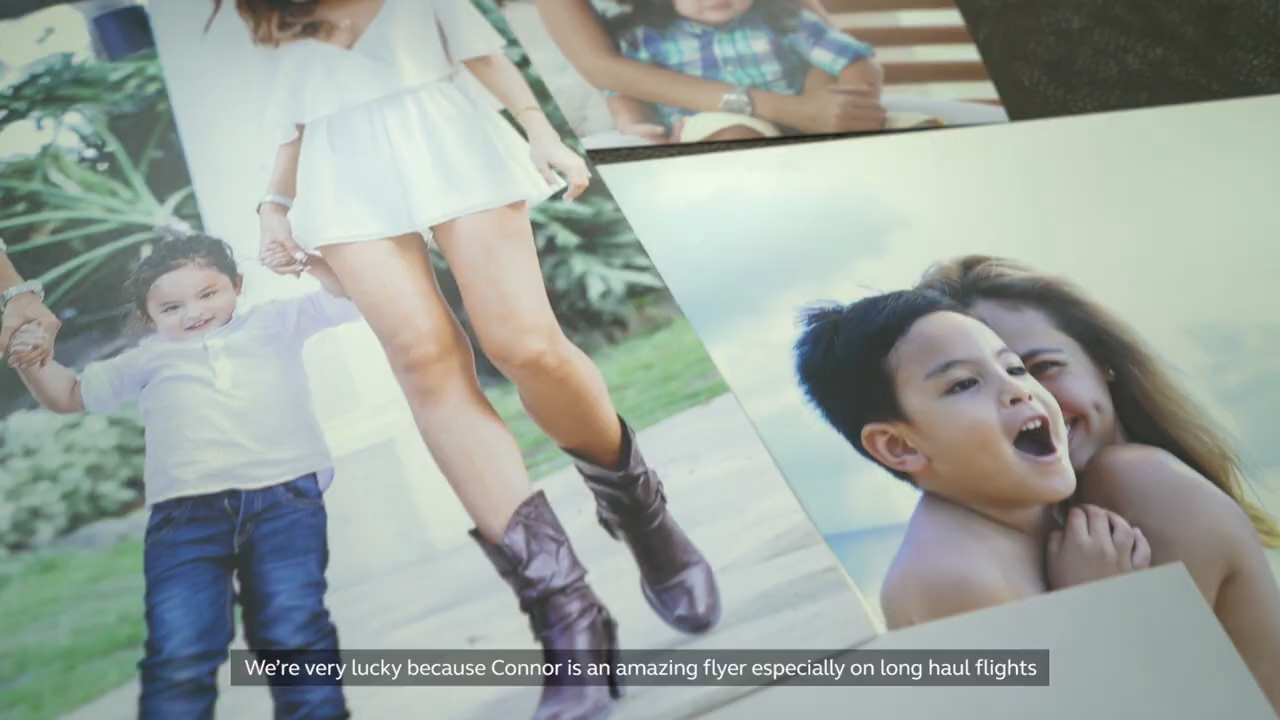 We’re very lucky because Connor is an amazing flyer especially on long haul flights